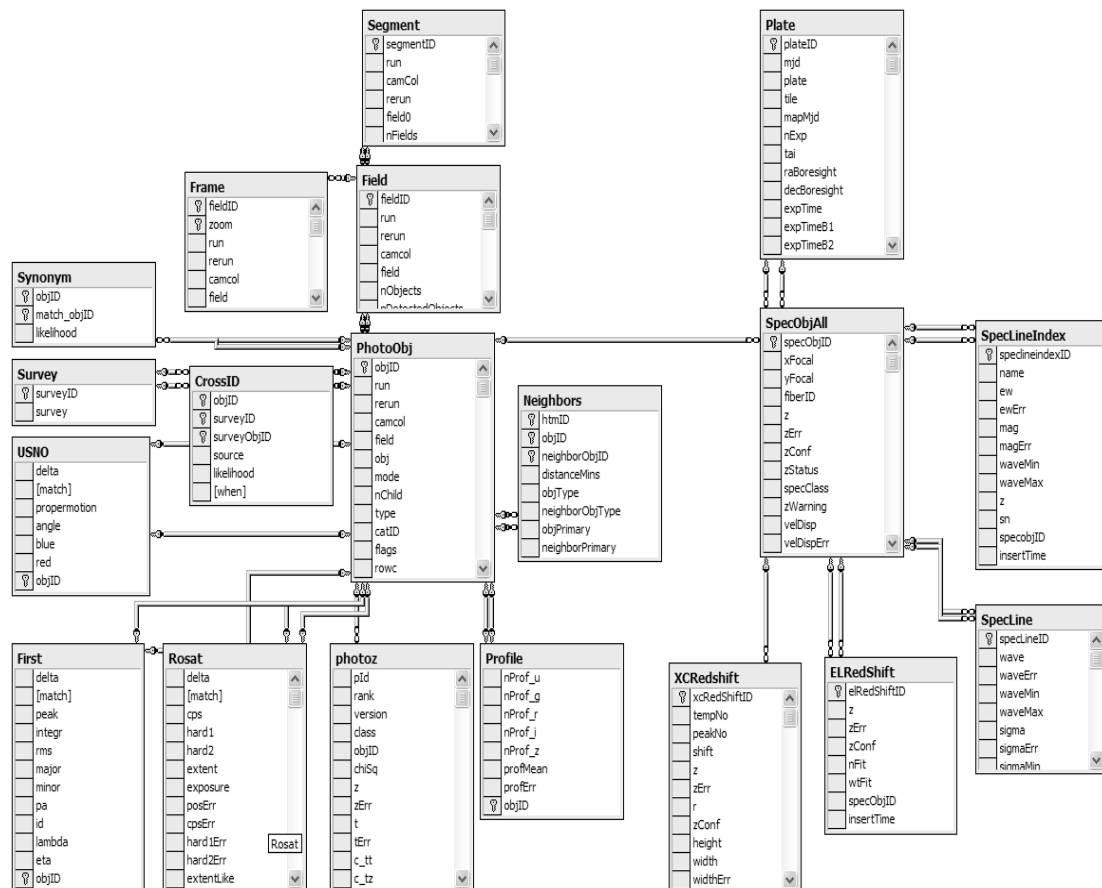 Segment
segmentID
run
camCol
rerun
field0
nFields
Plate
plateID
mjd
plate
tile
mapMjd
nExp
tai
raBoresight
decBoresight
expTime
expTimeB1
expTimeB2
Frame
fieldID
zoom
run
rerun
camcol
field
Field
fieldID
run
rerun
camcol
field
nObjects
nDetectedObjects
Synonym
objID
match_objID
likelihood
Survey
surveyID
survey
CrossID
objID
surveyID
surveyObjID
source
likelihood
[when]
PhotoObj
objID
run
rerun
camcol
field
obj
mode
nChild
type
catID
flags
rowc
Neighbors
htmID
objID
neighborObjID
distanceMins
objType
neighborObjType
objPrimary
neighborPrimary
SpecObjAll
specObjID
xFocal
yFocal
fiberID
z
zErr
zConf
zStatus
specClass
zWarning
velDisp
velDispErr
SpecLineIndex
speclineindexID
name
ew
ewErr
mag
magErr
waveMin
waveMax
z
sn
specobjID
insertTime
USNO
delta
[match]
propermotion
angle
blue
red
objID
First
delta
[match]
peak
integr
rms
major
minor
pa
id
lambda
eta
objID
Rosat
delta
[match]
cps
hard1
hard2
extent
exposure
posErr
cpsErr
hard1Err
hard2Err
extentLike
Rosat
photoz
pId
rank
version
class
objID
chiSq
z
zErr
t
tErr
c_tt
c_tz
Profile
nProf_u
nProf_g
nProf_r
nProf_i
nProf_z
profMean
profErr
objID
XCRedshift
xcRedShiftID
tempNo
peakNo
shift
z
zErr
r
zConf
height
width
widthErr
ELRedShift
elRedShiftID
z
zErr
zConf
nFit
wtFit
specObjID
insertTime
SpecLine
specLineID
wave
waveErr
waveMin
waveMax
sigma
sigmaErr
sigmaMin